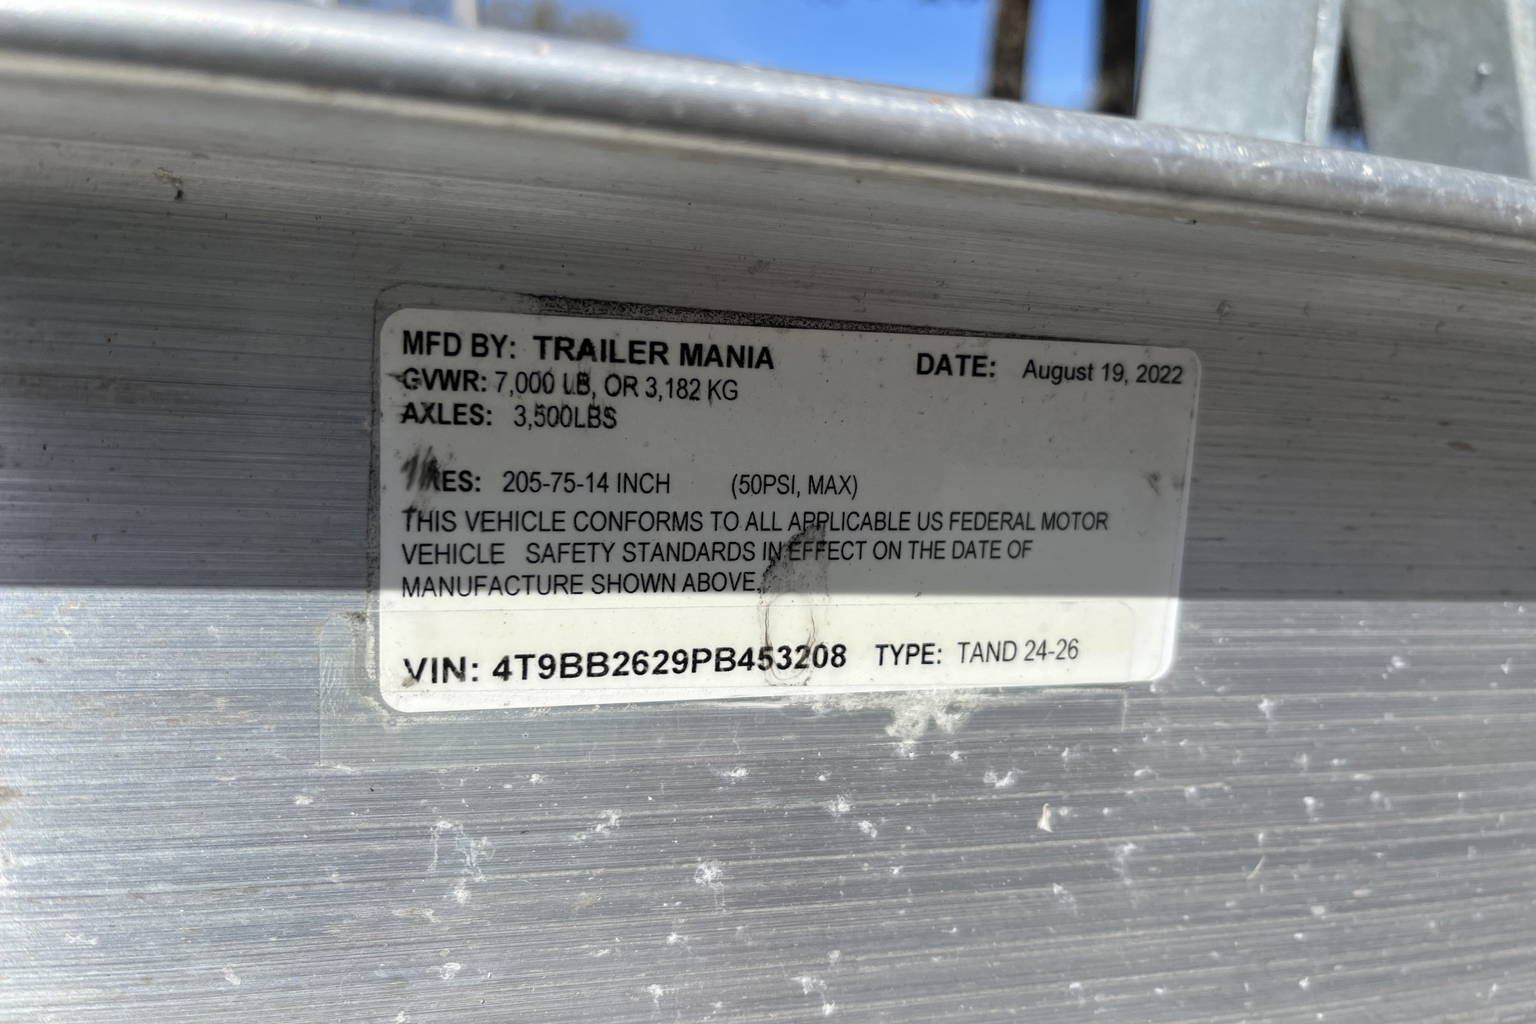 MFD BY: TRAILER MANIA DATE: August 19, 2022
GVWR: 7,000 LB, OR 3,182 KG
AXLES: 3,500LBS
TIRES: 205-75-14 INCH (50PSI, MAX)
THIS VEHICLE CONFORMS TO ALL APPLICABLE US FEDERAL MOTOR
VEHICLE SAFETY STANDARDS IN EFFECT ON THE DATE OF
MANUFACTURE SHOWN ABOVE.
VIN: 4T9BB2629PB453208 TYPE: TAND 24-26